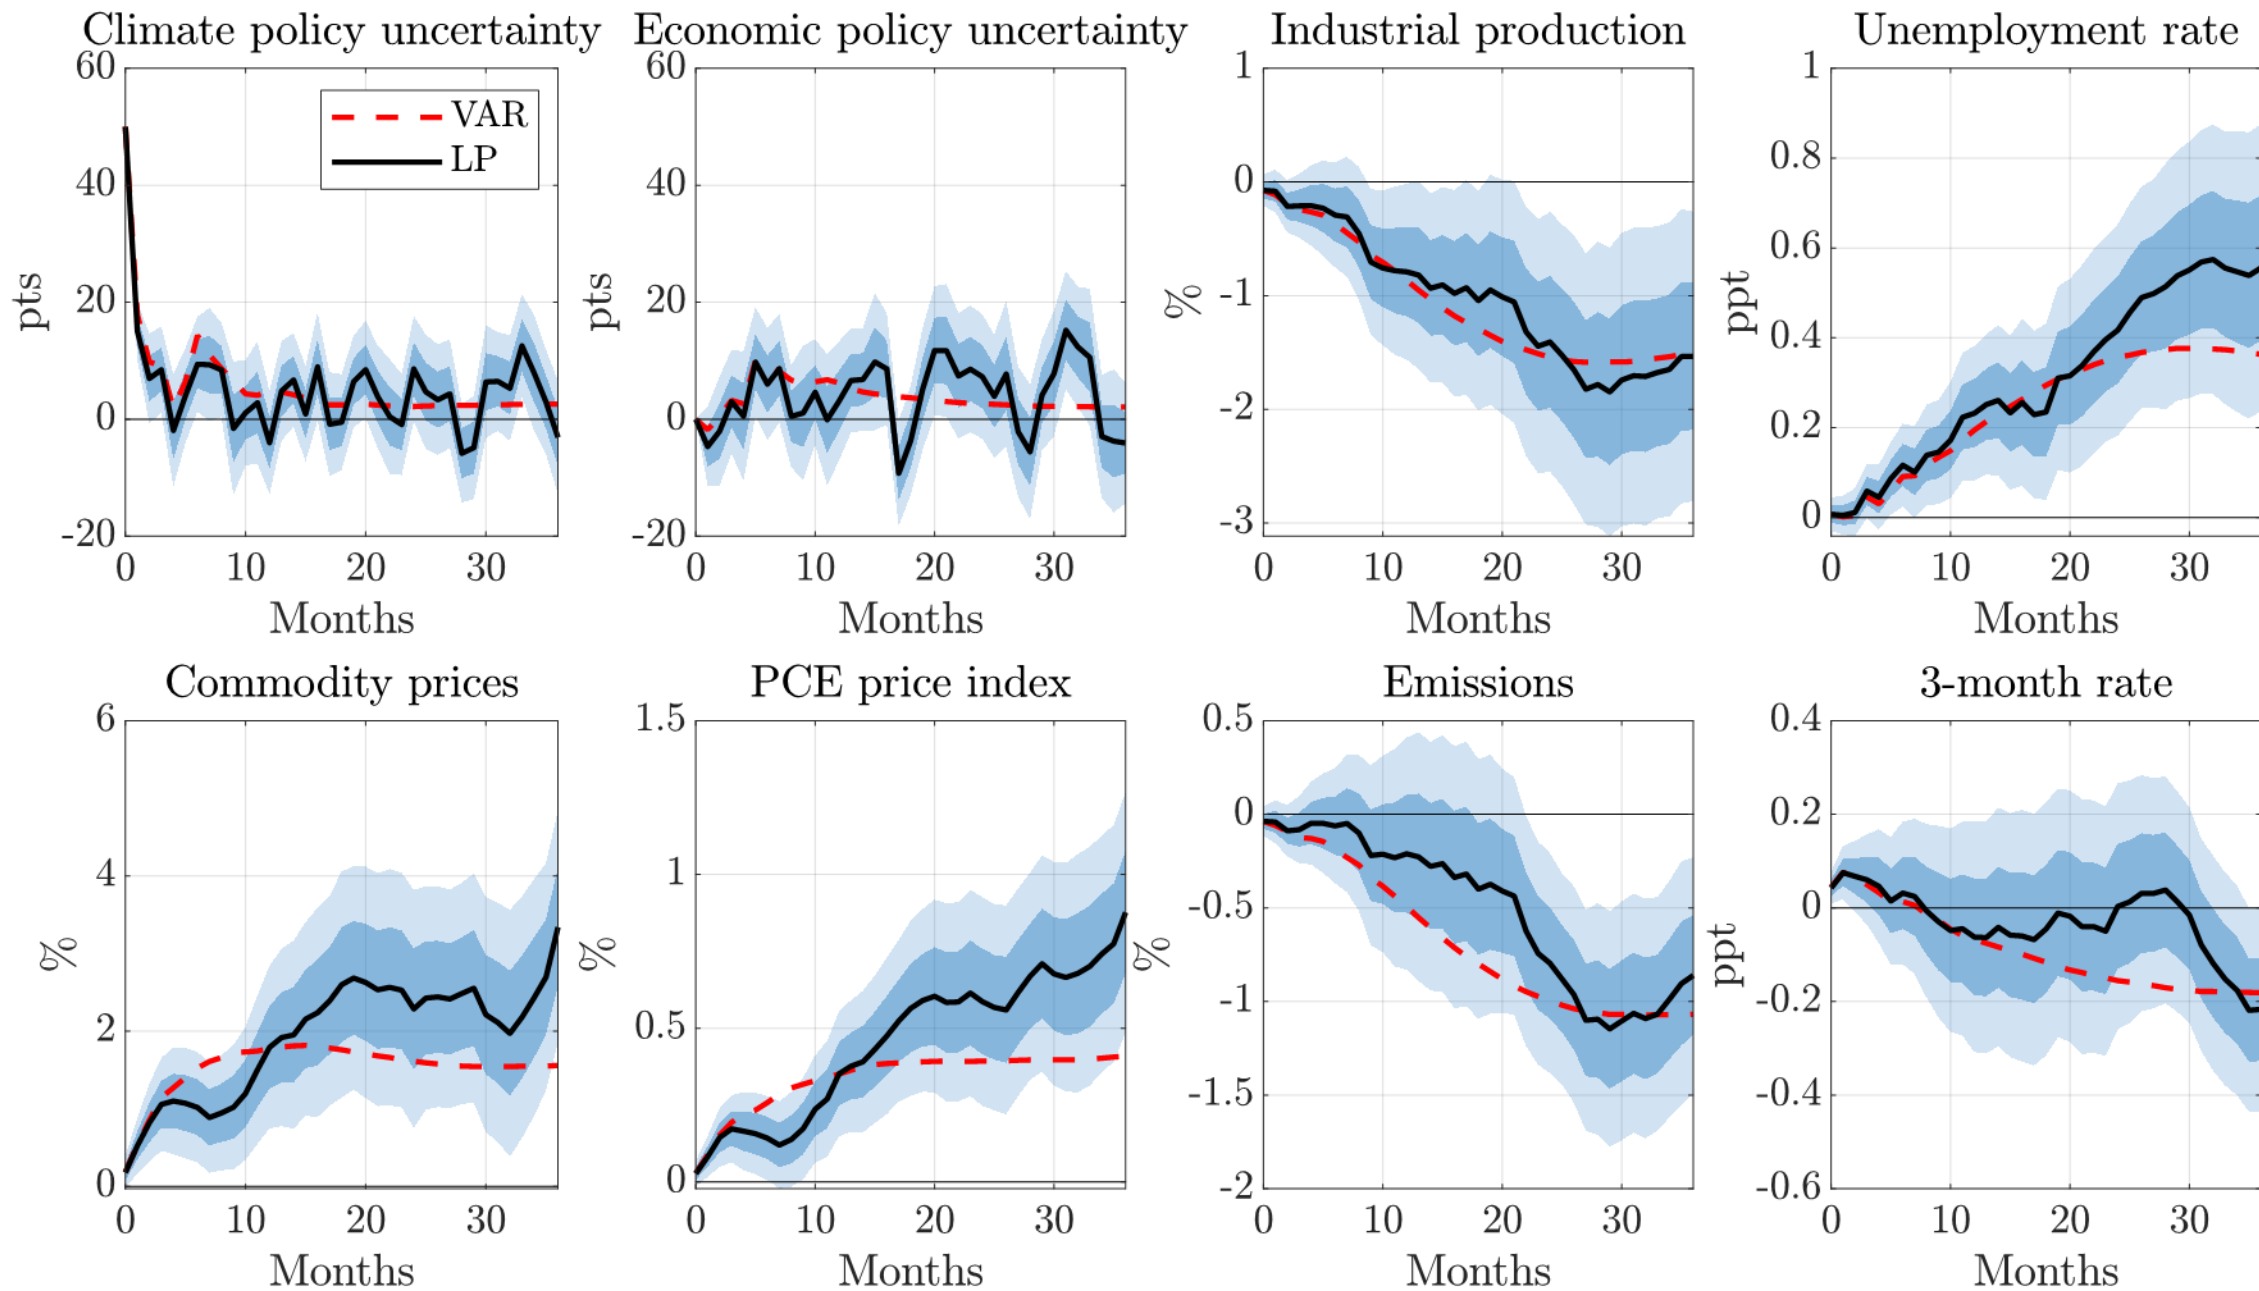 Climate policy uncertainty
60
40
20
0
-20
pts
0 10 20 30
Months
VAR
LP
Economic policy uncertainty
60
40
20
0
-20
pts
0 10 20 30
Months
Industrial production
1
0
-1
-2
-3
%
0 10 20 30
Months
Unemployment rate
1
0.8
0.6
0.4
0.2
0
ppt
0 10 20 30
Months
Commodity prices
6
4
2
0
%
0 10 20 30
Months
PCE price index
1.5
1
0.5
0
%
0 10 20 30
Months
Emissions
0.5
0
-0.5
-1
-1.5
-2
%
0 10 20 30
Months
3-month rate
0.4
0.2
0
-0.2
-0.4
-0.6
ppt
0 10 20 30
Months